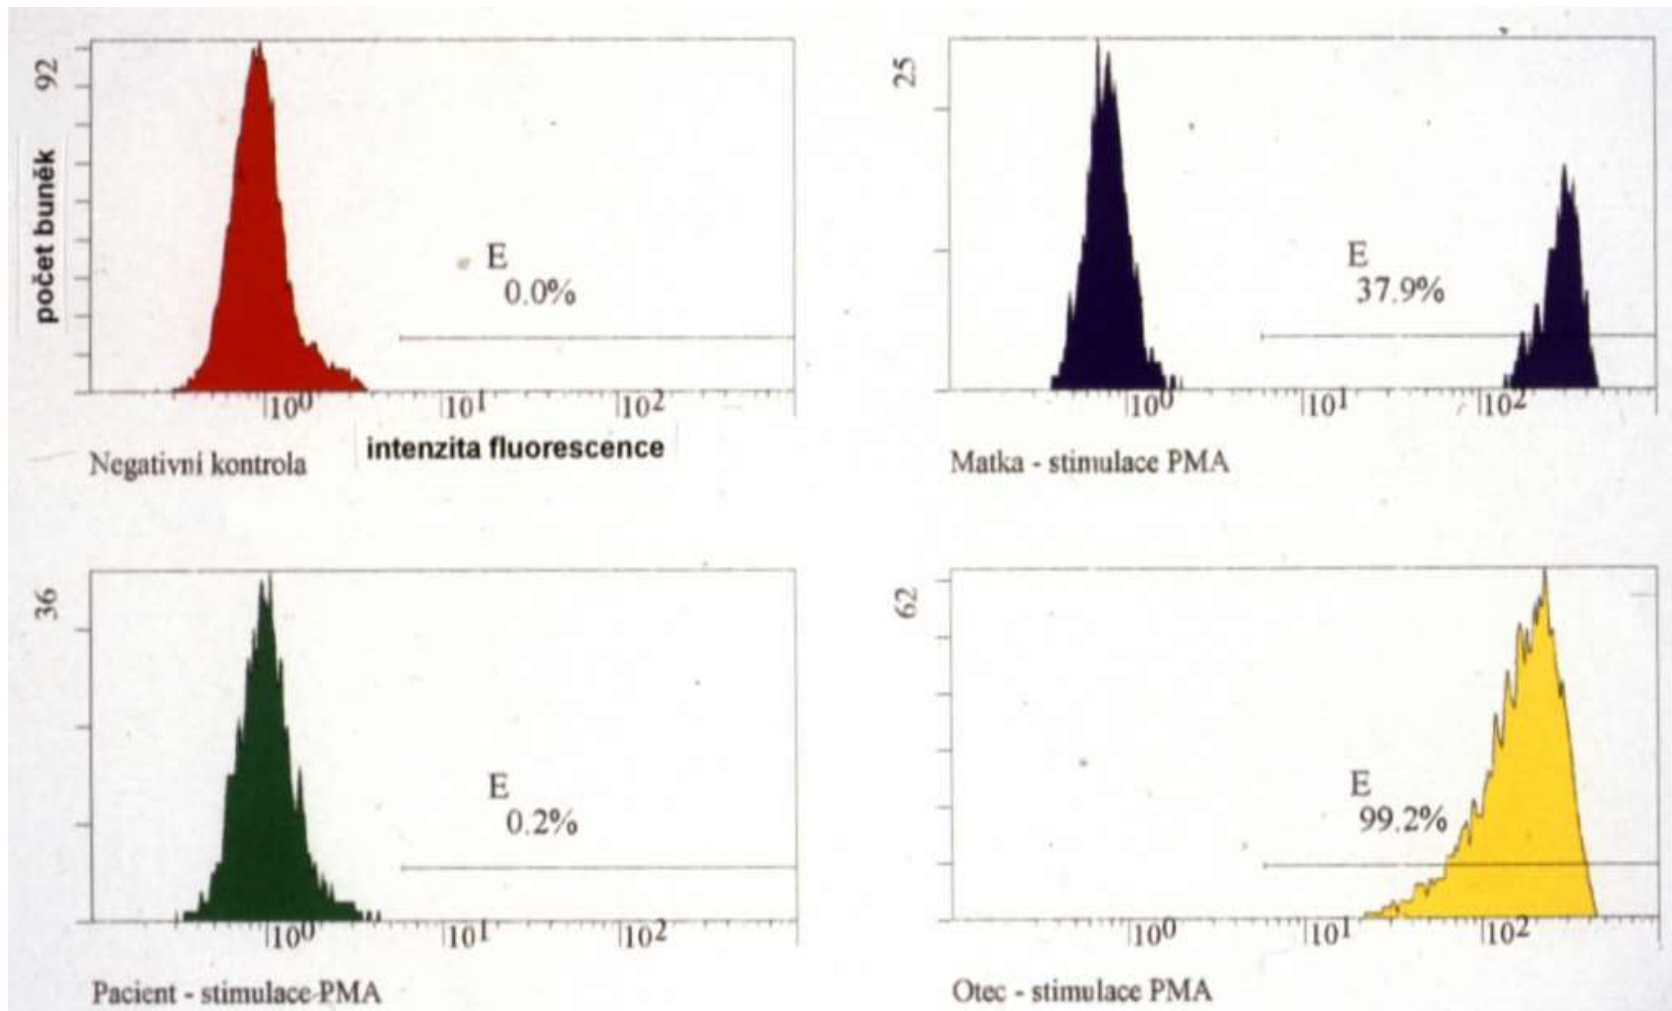 92
počet buněk
E
0.0%
10⁰
10¹
10²
Negativní kontrola
intenzita fluorescence
25
E
37.9%
10⁰
10¹
10²
Matka - stimulace PMA
36
E
0.2%
10⁰
10¹
10²
Pacient - stimulace PMA
62
E
99.2%
10⁰
10¹
10²
Otec - stimulace PMA